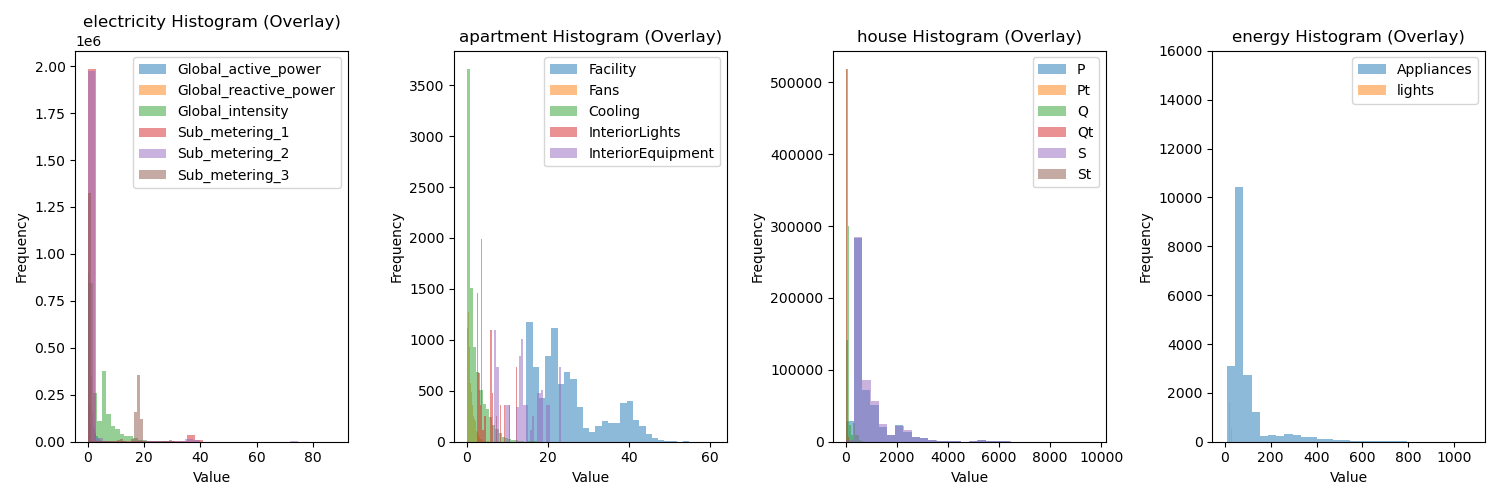 electricity Histogram (Overlay)
1e6
2.00
1.75
1.50
1.25
1.00
0.75
0.50
0.25
0.00
Frequency
0
20
40
60
80
Value
Global_active_power
Global_reactive_power
Global_intensity
Sub_metering_1
Sub_metering_2
Sub_metering_3
apartment Histogram (Overlay)
3500
3000
2500
2000
1500
1000
500
0
Frequency
0
20
40
60
Value
Facility
Fans
Cooling
InteriorLights
InteriorEquipment
house Histogram (Overlay)
500000
400000
300000
200000
100000
0
Frequency
0
2000
4000
6000
8000
10000
Value
P
Pt
Q
Qt
S
St
energy Histogram (Overlay)
16000
14000
12000
10000
8000
6000
4000
2000
0
Frequency
0
200
400
600
800
1000
Value
Appliances
lights